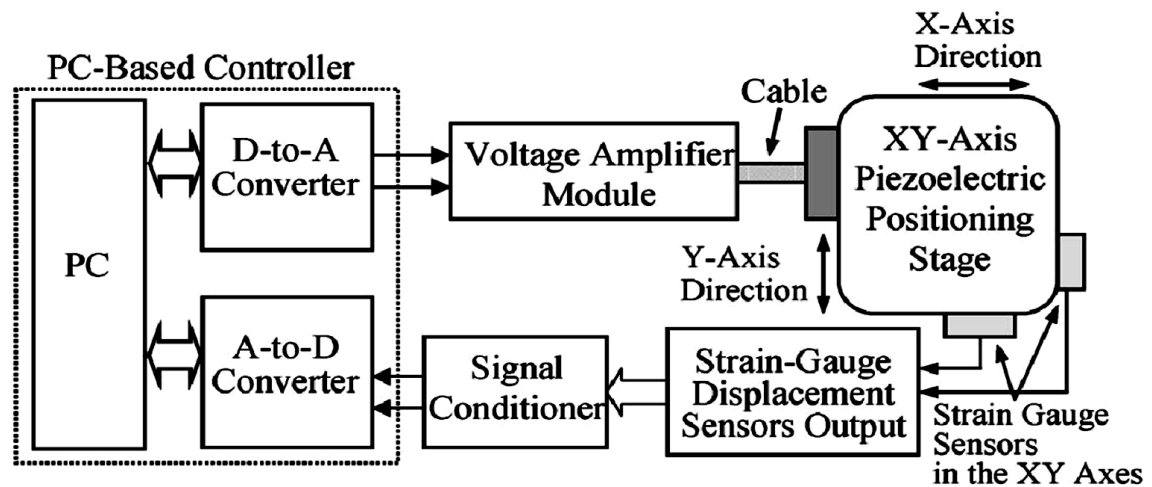 PC-Based Controller
PC
D-to-A
Converter
A-to-D
Converter
Voltage Amplifier
Module
Cable
X-Axis
Direction
XY-Axis
Piezoelectric
Positioning
Stage
Y-Axis
Direction
Signal
Conditioner
Strain-Gauge
Displacement
Sensors Output
Strain Gauge
Sensors
in the XY Axes